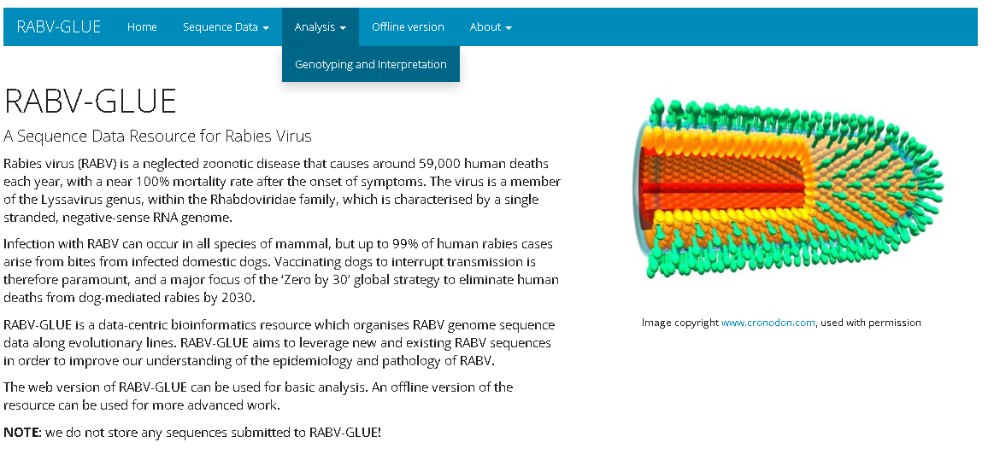 RABV-GLUE Home Sequence Data Analysis Offline version About
Genotyping and Interpretation
RABV-GLUE
A Sequence Data Resource for Rabies Virus
Rabies virus (RABV) is a neglected zoonotic disease that causes around 59,000 human deaths
each year, with a near 100% mortality rate after the onset of symptoms. The virus is a member
of the Lyssavirus genus, within the Rhabdoviridae family, which is characterised by a single
stranded, negative-sense RNA genome.
Infection with RABV can occur in all species of mammal, but up to 99% of human rabies cases
arise from bites from infected domestic dogs. Vaccinating dogs to interrupt transmission is
therefore paramount, and a major focus of the ‘Zero by 30’ global strategy to eliminate human
deaths from dog-mediated rabies by 2030.
RABV-GLUE is a data-centric bioinformatics resource which organises RABV genome sequence
data along evolutionary lines. RABV-GLUE aims to leverage new and existing RABV sequences
in order to improve our understanding of the epidemiology and pathology of RABV.
The web version of RABV-GLUE can be used for basic analysis. An offline version of the
resource can be used for more advanced work.
NOTE: we do not store any sequences submitted to RABV-GLUE!
Image copyright www.cronodon.com, used with permission